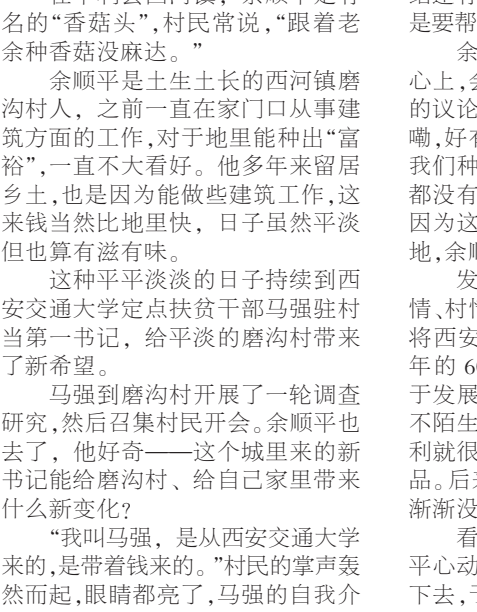 名的“香菇头”,村民常说,“跟着老
余种香菇没麻达。”
余顺平是土生土长的西河镇磨
沟村人，之前一直在家门口从事建
筑方面的工作,对于地里能种出“富
裕”,一直不大看好。他多年来留居
乡土,也是因为能做些建筑工作,这
来钱当然比地里快，日子虽然平淡
但也算有滋有味。
这种平平淡淡的日子持续到西
安交通大学定点扶贫干部马强驻村
当第一书记，给平淡的磨沟村带来
了新希望。
马强到磨沟村开展了一轮调查
研究,然后召集村民开会。余顺平也
去了，他好奇——这个城里来的新
书记能给磨沟村、给自己家里带来
什么新变化?
“我叫马强，是从西安交通大学
来的,是带着钱来的。”村民的掌声轰
然而起,眼睛都亮了,马强的自我介
是要帮
余
心上,会
的议论
嘞,好有
我们种
都没有
因为这
地,余顺
发
情、村情
将西安
年的 60
于发展
不陌生
利就很
品。后来
渐渐没
看
平心动
下去,于